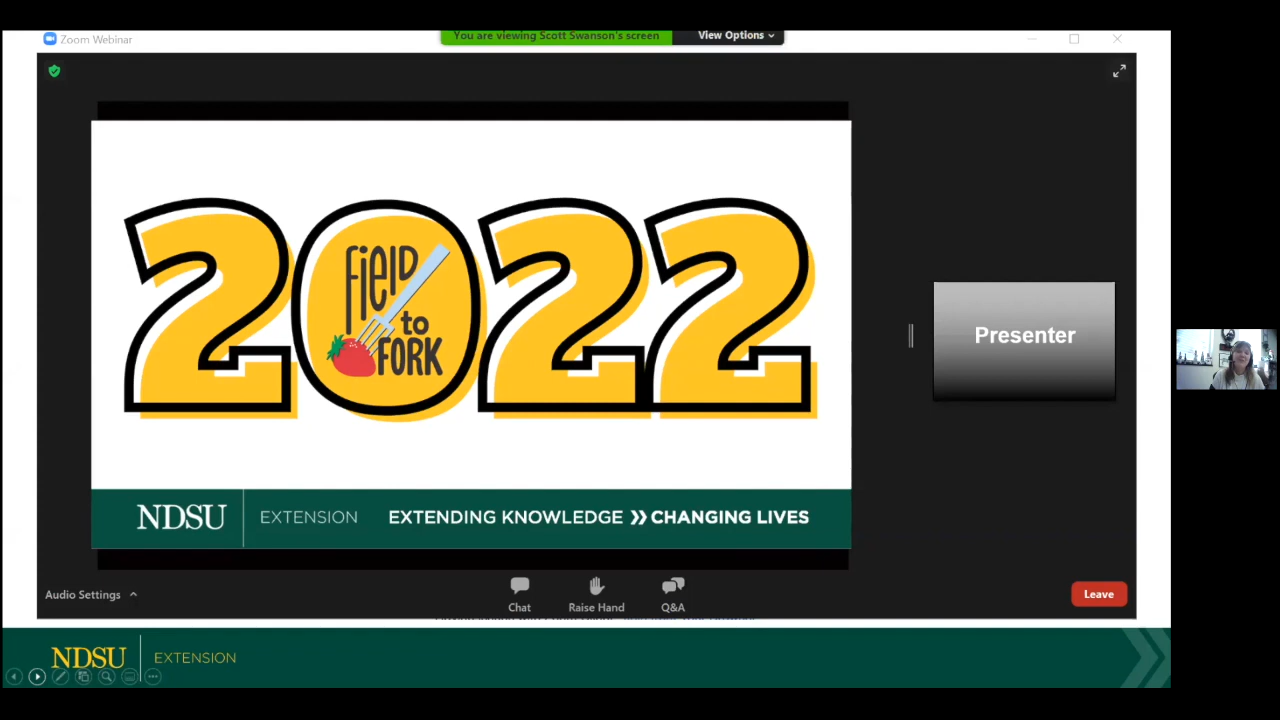 Zoom Webinar
You are viewing Scott Swanson's screen
View Options
2022
field
to
FORK
Presenter
NDSU
EXTENSION
EXTENDING KNOWLEDGE » CHANGING LIVES
Audio Settings
Chat
Raise Hand
Q&A
Leave
NDSU
EXTENSION